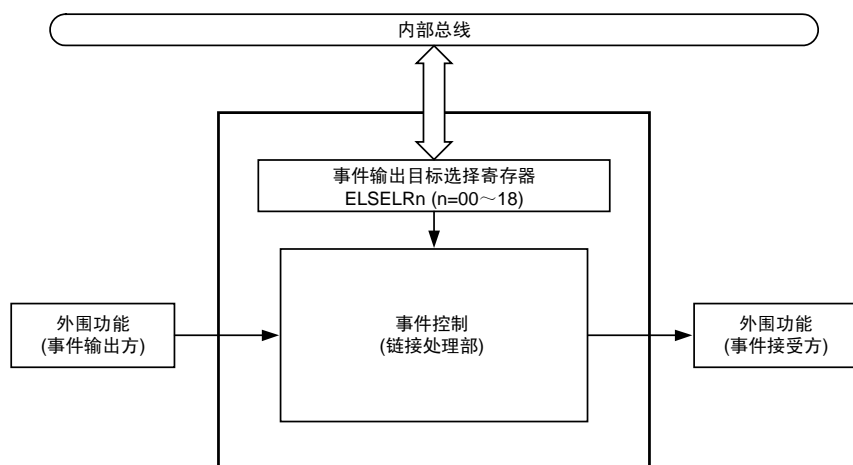 内部总线
事件输出目标选择寄存器
ELSELRn (n=00～18)
外围功能
(事件输出方)
事件控制
(链接处理部)
外围功能
(事件接受方)